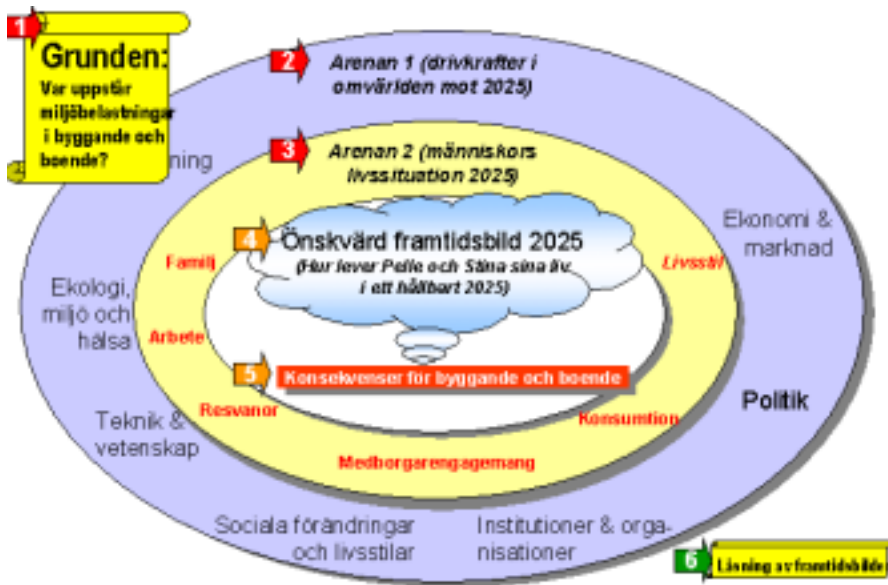 1
Grunden:
Var uppstår
miljöbelastningar
i byggande och
boende?
2
Arenan 1 (drivkrafter i
omvärlden mot 2025)
3
Arenan 2 (människors
livssituation 2025)
4
Önskvärd framtidsbild 2025
(Hur lever Pelle och Stina sina liv
i ett hållbart 2025)
Familj
Livsstil
Ekonomi &
marknad
Ekologi,
miljö och
hälsa
Arbete
5
Konsekvenser för byggande och boende
Resvanor
Konsumtion
Politik
Teknik &
vetenskap
Medborgarengagemang
Sociala förändringar
och livsstilar
Institutioner & orga-
nisationer
6
av framtidsbilde